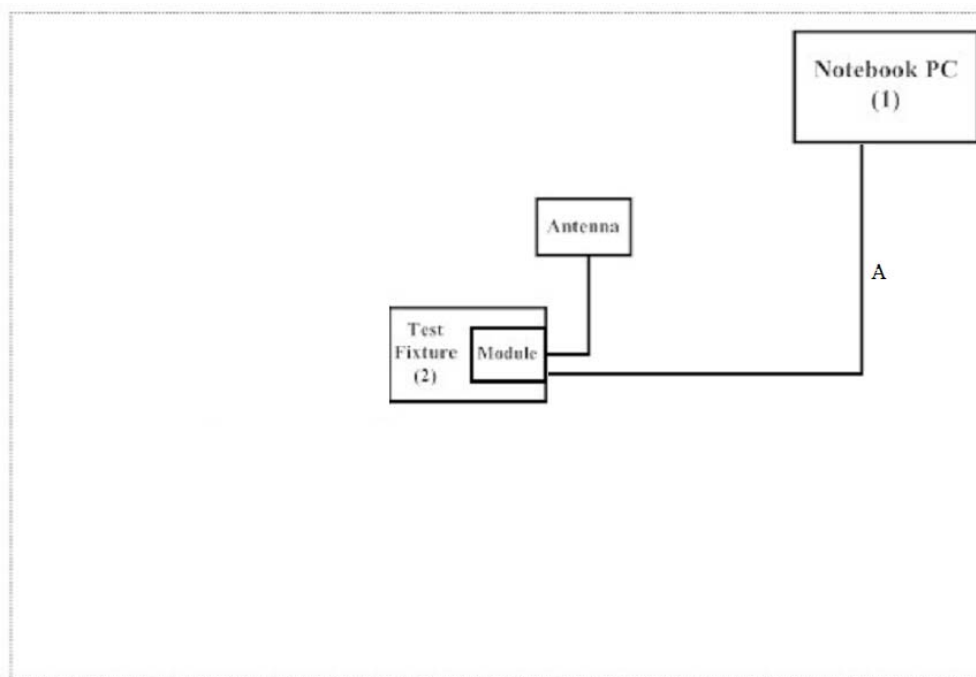 Notebook PC
(1)
Antenna
A
Test
Fixture
(2)
Module